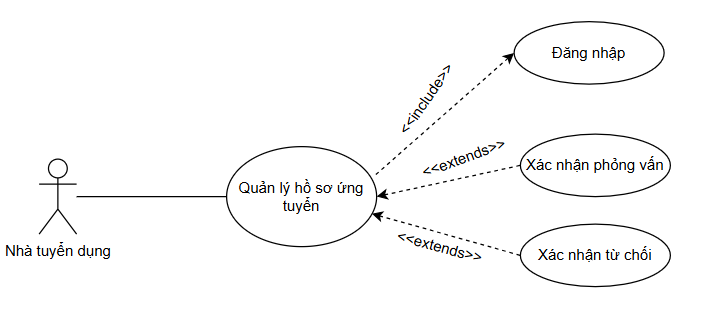 Đăng nhập
<<include>>
<<extends>>
Xác nhận phỏng vấn
Quản lý hồ sơ ứng
tuyển
Nhà tuyển dụng
<<extends>>
Xác nhận từ chối